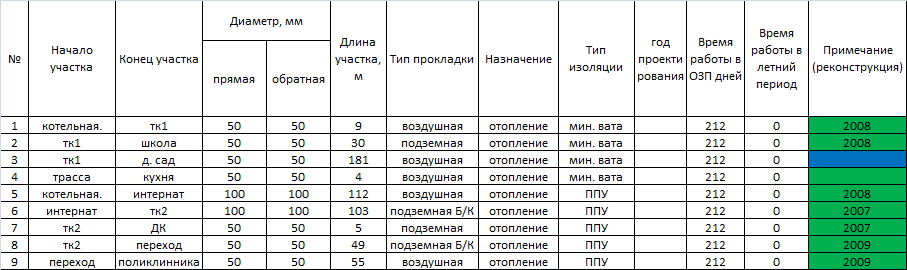 № Начало участка Конец участка Диаметр, мм Длина участка, м Тип прокладки Назначение Тип изоляции год проекти рования Время работы в ОЗП дней Время работы в летний период Примечание (реконструкция)
прямая обратная
1 котельная. тк1 50 50 9 воздушная отопление мин. вата 212 0 2008
2 тк1 школа 50 50 30 подземная отопление мин. вата 212 0 2008
3 тк1 д. сад 50 50 181 воздушная отопление мин. вата 212 0
4 трасса кухня 50 50 4 воздушная отопление мин. вата 212 0
5 котельная. интернат 100 100 112 воздушная отопление ППУ 212 0 2008
6 интернат тк2 100 100 103 подземная Б/К отопление ППУ 212 0 2007
7 тк2 ДК 50 50 5 подземная отопление ППУ 212 0 2007
8 тк2 переход 50 50 49 подземная Б/К отопление ППУ 212 0 2009
9 переход поликлинника 50 50 55 воздушная отопление ППУ 212 0 2009